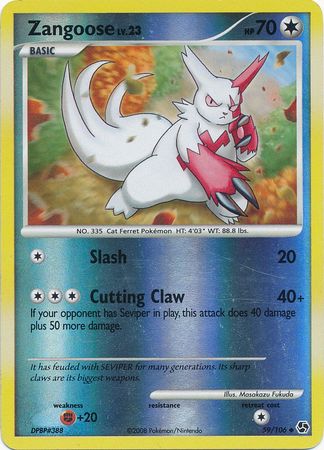 Zangoose LV.23 HP 70
BASIC
NO. 335 Cat Ferret Pokémon HT: 4'03" WT: 88.8 lbs.
Slash 20
Cutting Claw 40+
If your opponent has Seviper in play, this attack does 40 damage
plus 50 more damage.
It has feuded with SEVIPER for many generations. Its sharp
claws are its biggest weapons.
Illus. Masakazu Fukuda
weakness resistance retreat cost
+20
DPBP#388 ©2008 Pokémon/Nintendo 59/106